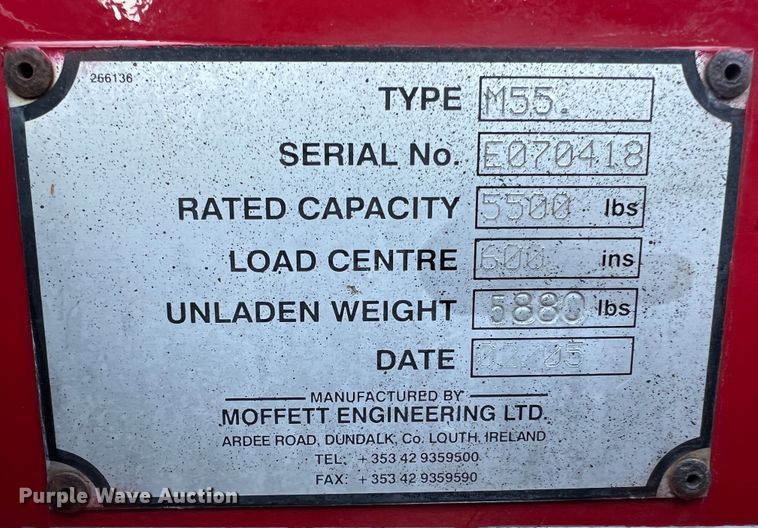 266136
TYPE M55.
SERIAL No. E070418
RATED CAPACITY 5500 lbs
LOAD CENTRE 600 ins
UNLADEN WEIGHT 5880 lbs
DATE
MANUFACTURED BY
MOFFETT ENGINEERING LTD.
ARDEE ROAD, DUNDALK, Co. LOUTH, IRELAND
TEL: +353 42 9359500
FAX: +353 42 9359590
Purple Wave Auction